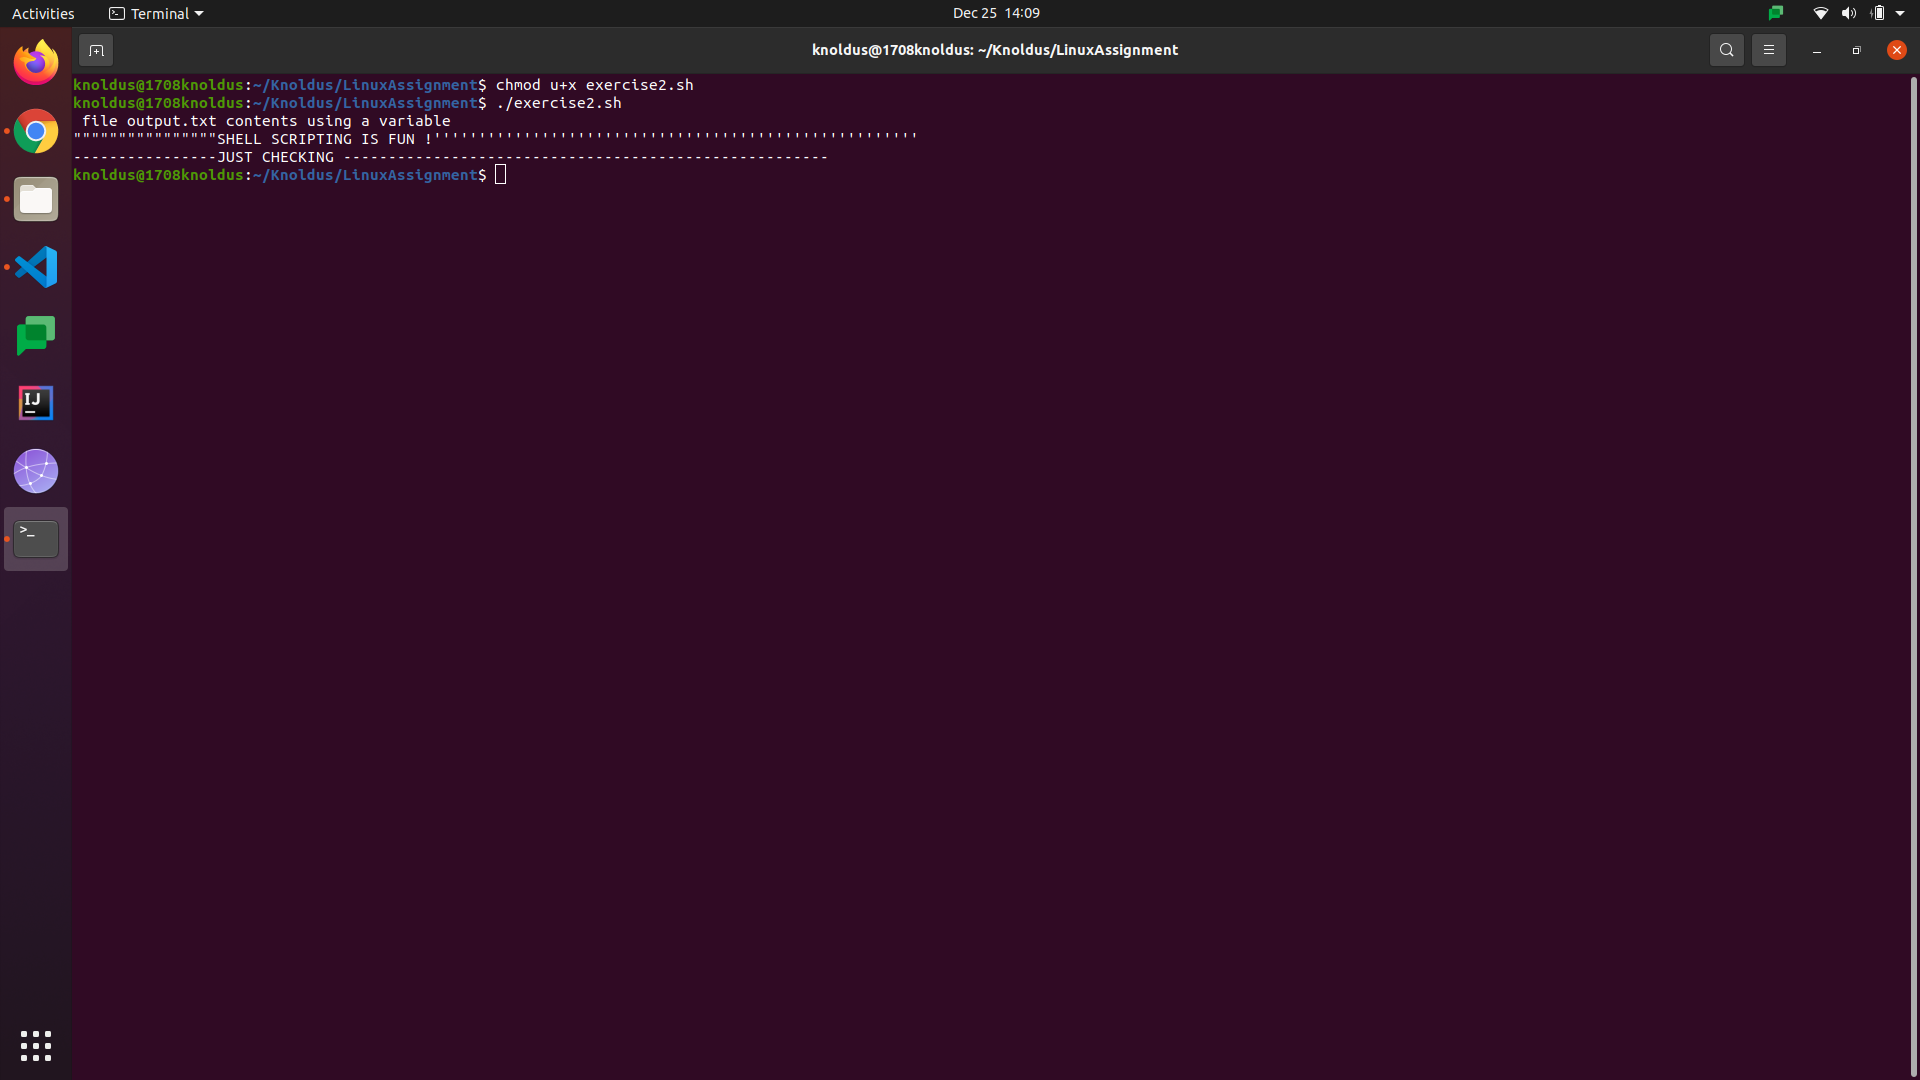 Activities
Terminal
Dec 25 14:09
knoldus@1708knoldus: ~/Knoldus/LinuxAssignment
knoldus@1708knoldus:~/Knoldus/LinuxAssignment$ chmod u+x exercise2.sh
knoldus@1708knoldus:~/Knoldus/LinuxAssignment$ ./exercise2.sh
 file output.txt contents using a variable
""""""""""""""""SHELL SCRIPTING IS FUN !''''''''''''''''''''''''''''''''''''''''''''''''''''''
----------------JUST CHECKING ------------------------------------------------------
knoldus@1708knoldus:~/Knoldus/LinuxAssignment$
IJ
>_